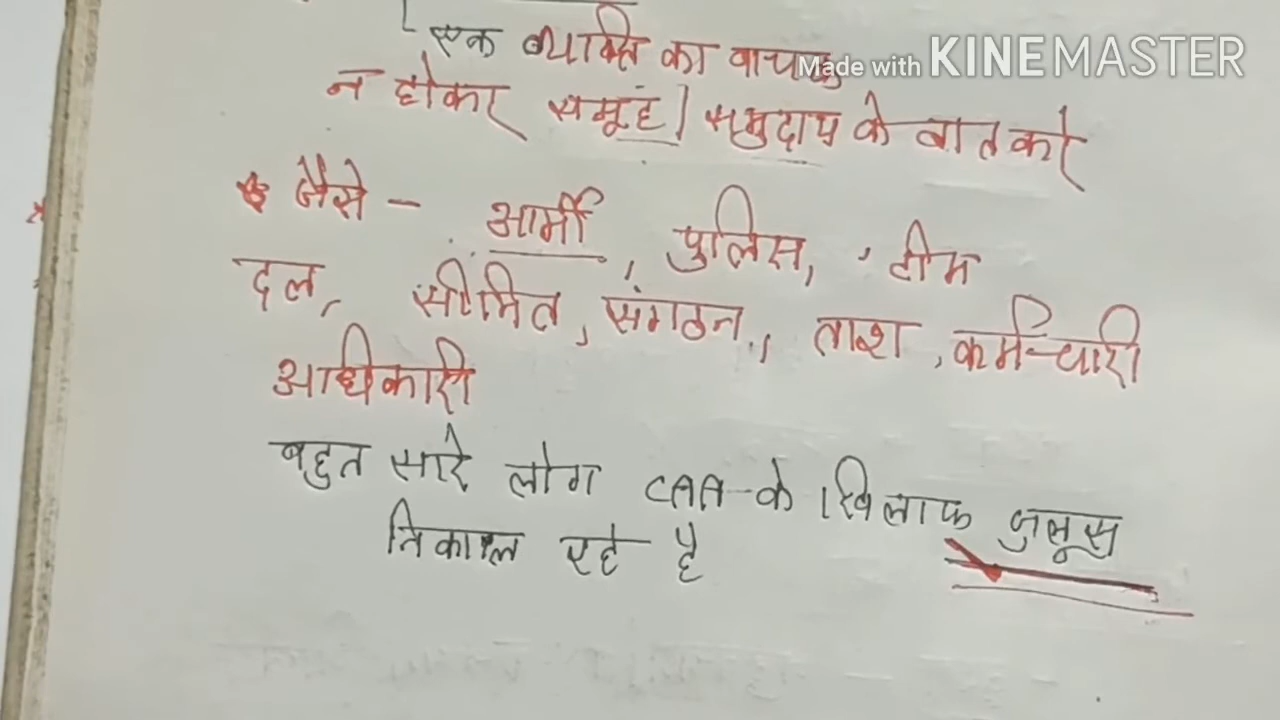 एक व्यक्ति का वाचक
Made with KINEMASTER
न होकर समूह / समुदाय के बात करे
जैसे - आर्मी, पुलिस, टीम
दल, समिति, संगठन, ताश, कर्मचारी
अधिकारी
बहुत सारे लोग CAA के खिलाफ जुलूस
निकाल रहे है